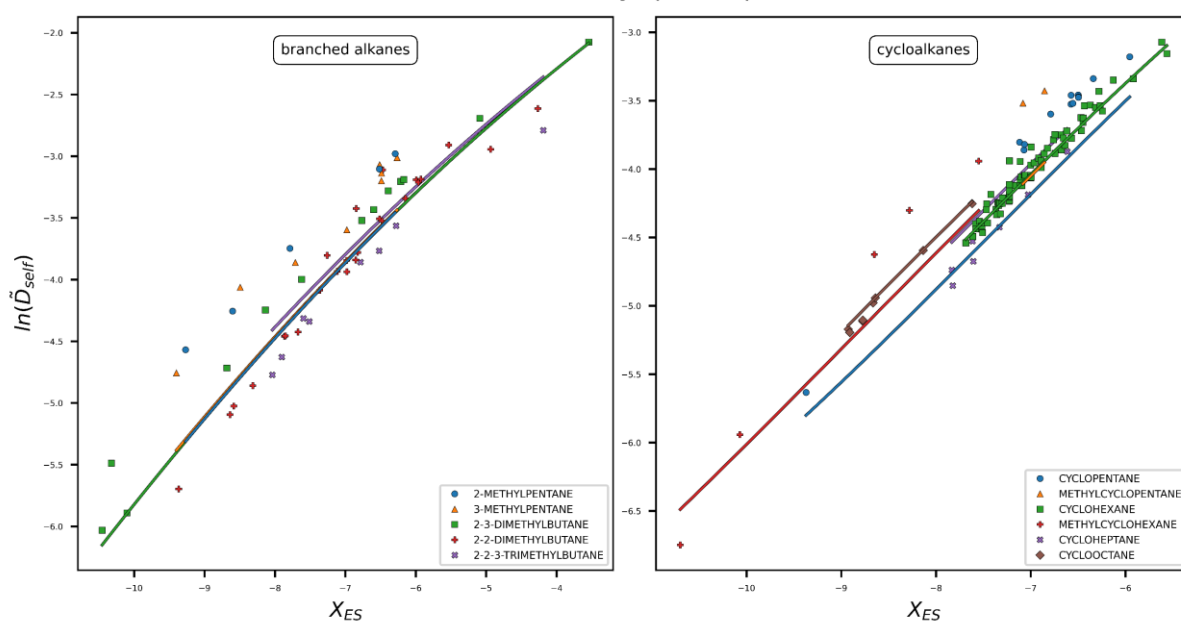 branched alkanes
cycloalkanes
ln(D̃self)
−2.0
−2.5
−3.0
−3.5
−4.0
−4.5
−5.0
−5.5
−6.0
−10
−9
−8
−7
−6
−5
−4
XES
2-METHYLPENTANE
3-METHYLPENTANE
2-3-DIMETHYLBUTANE
2-2-DIMETHYLBUTANE
2-2-3-TRIMETHYLBUTANE
−3.0
−3.5
−4.0
−4.5
−5.0
−5.5
−6.0
−6.5
−10
−9
−8
−7
−6
XES
CYCLOPENTANE
METHYLCYCLOPENTANE
CYCLOHEXANE
METHYLCYCLOHEXANE
CYCLOHEPTANE
CYCLOOCTANE